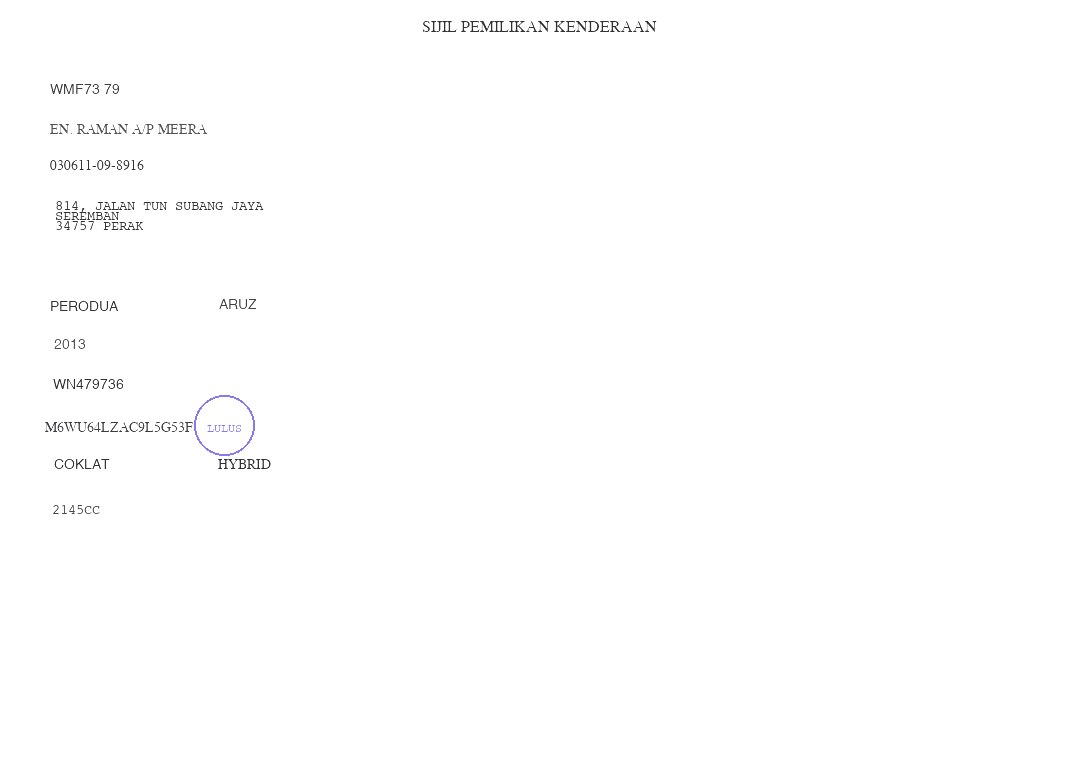 SIJIL PEMILIKAN KENDERAAN
WMF73 79
EN. RAMAN A/P MEERA
030611-09-8916
814, JALAN TUN SUBANG JAYA
SEREMBAN
34757 PERAK
PERODUA ARUZ
2013
WN479736
M6WU64LZAC9L5G53F LULUS
COKLAT HYBRID
2145CC